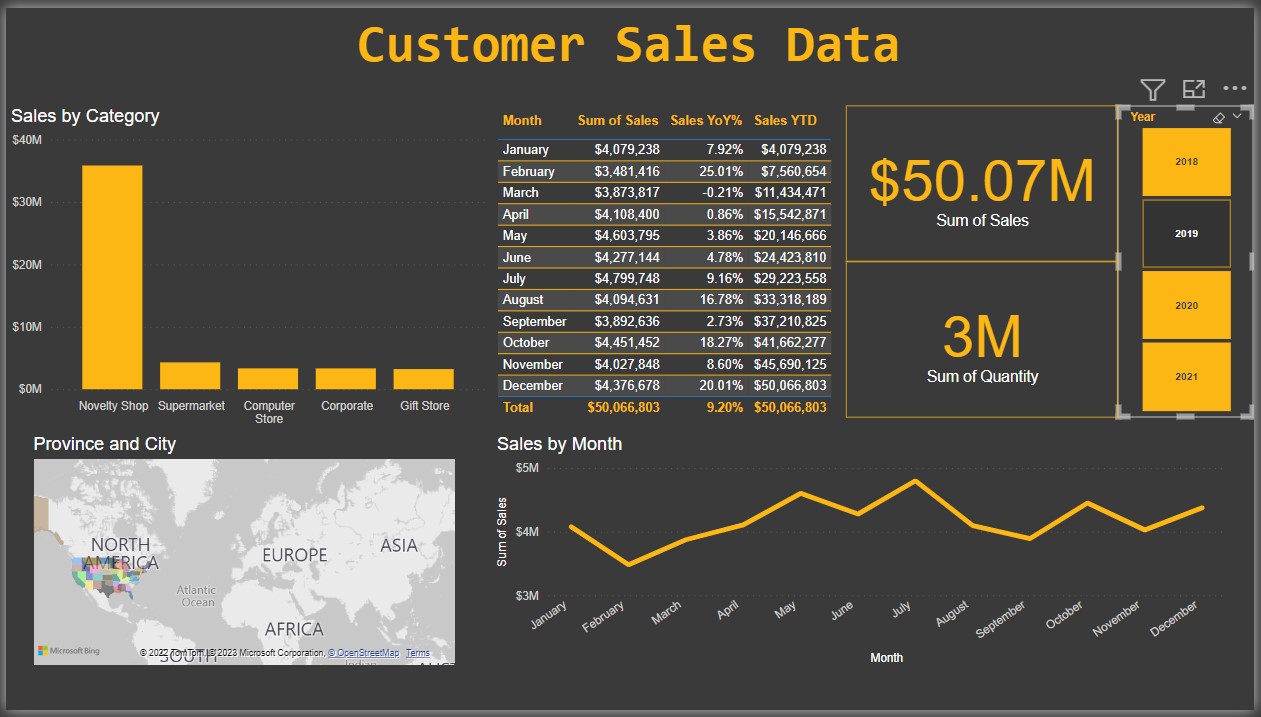 Customer Sales Data
Sales by Category
$40M
$30M
$20M
$10M
$0M
Novelty Shop Supermarket Computer Store Corporate Gift Store
Month Sum of Sales Sales YoY% Sales YTD
January $4,079,238 7.92% $4,079,238
February $3,481,416 25.01% $7,560,654
March $3,873,817 -0.21% $11,434,471
April $4,108,400 0.86% $15,542,871
May $4,603,795 3.86% $20,146,666
June $4,277,144 4.78% $24,423,810
July $4,799,748 9.16% $29,223,558
August $4,094,631 16.78% $33,318,189
September $3,892,636 2.73% $37,210,825
October $4,451,452 18.27% $41,662,277
November $4,027,848 8.60% $45,690,125
December $4,376,678 20.01% $50,066,803
Total $50,066,803 9.20% $50,066,803
$50.07M
Sum of Sales
3M
Sum of Quantity
Year
2018
2019
2020
2021
Province and City
NORTH
AMERICA
EUROPE
ASIA
Atlantic
Ocean
AFRICA
SOUTH
Indian
Microsoft Bing
© 2022 TomTom, © 2023 Microsoft Corporation, © OpenStreetMap Terms
Sales by Month
Sum of Sales
$5M
$4M
$3M
January February March April May June July August September October November December
Month